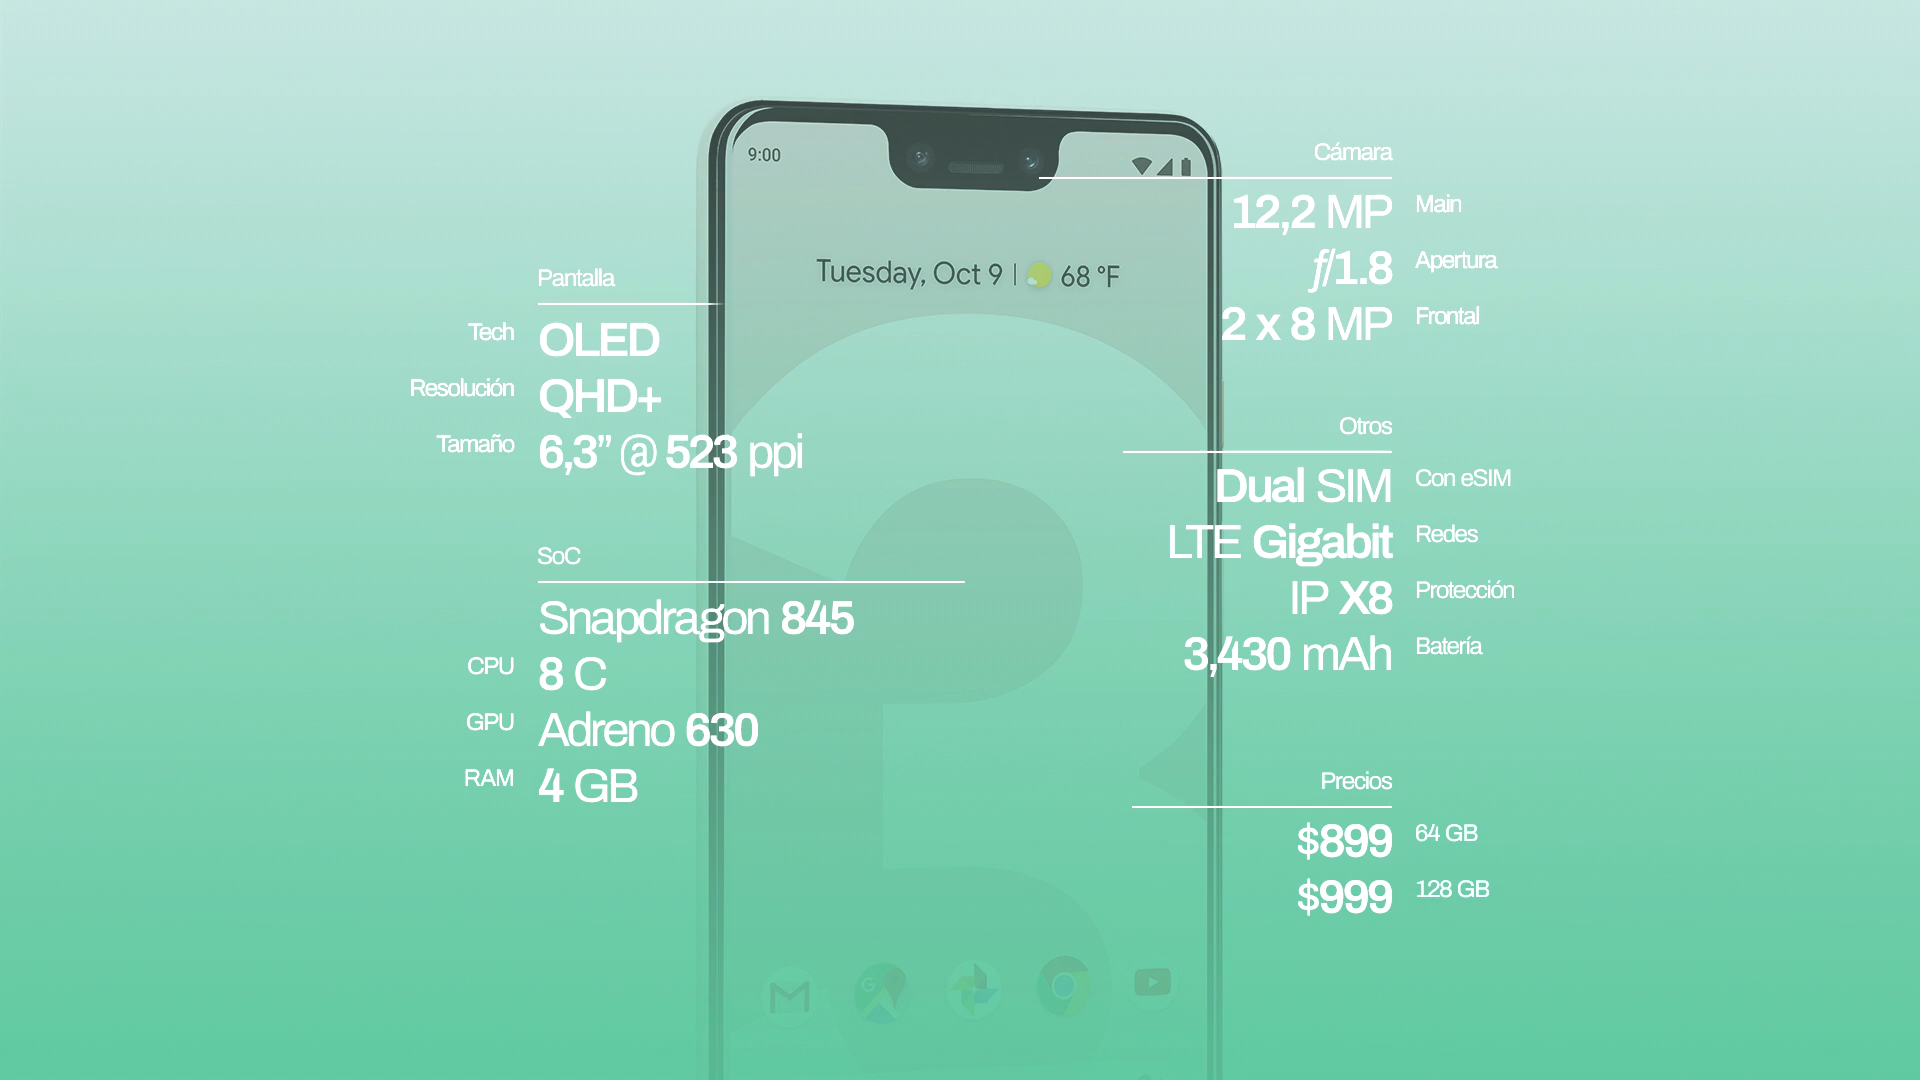 9:00
Tuesday, Oct 9 | 68 °F
Pantalla
Tech OLED
Resolución QHD+
Tamaño 6,3” @ 523 ppi
SoC
Snapdragon 845
CPU 8 C
GPU Adreno 630
RAM 4 GB
Cámara
12,2 MP Main
ƒ/1.8 Apertura
2 x 8 MP Frontal
Otros
Dual SIM Con eSIM
LTE Gigabit Redes
IP X8 Protección
3,430 mAh Batería
Precios
$899 64 GB
$999 128 GB